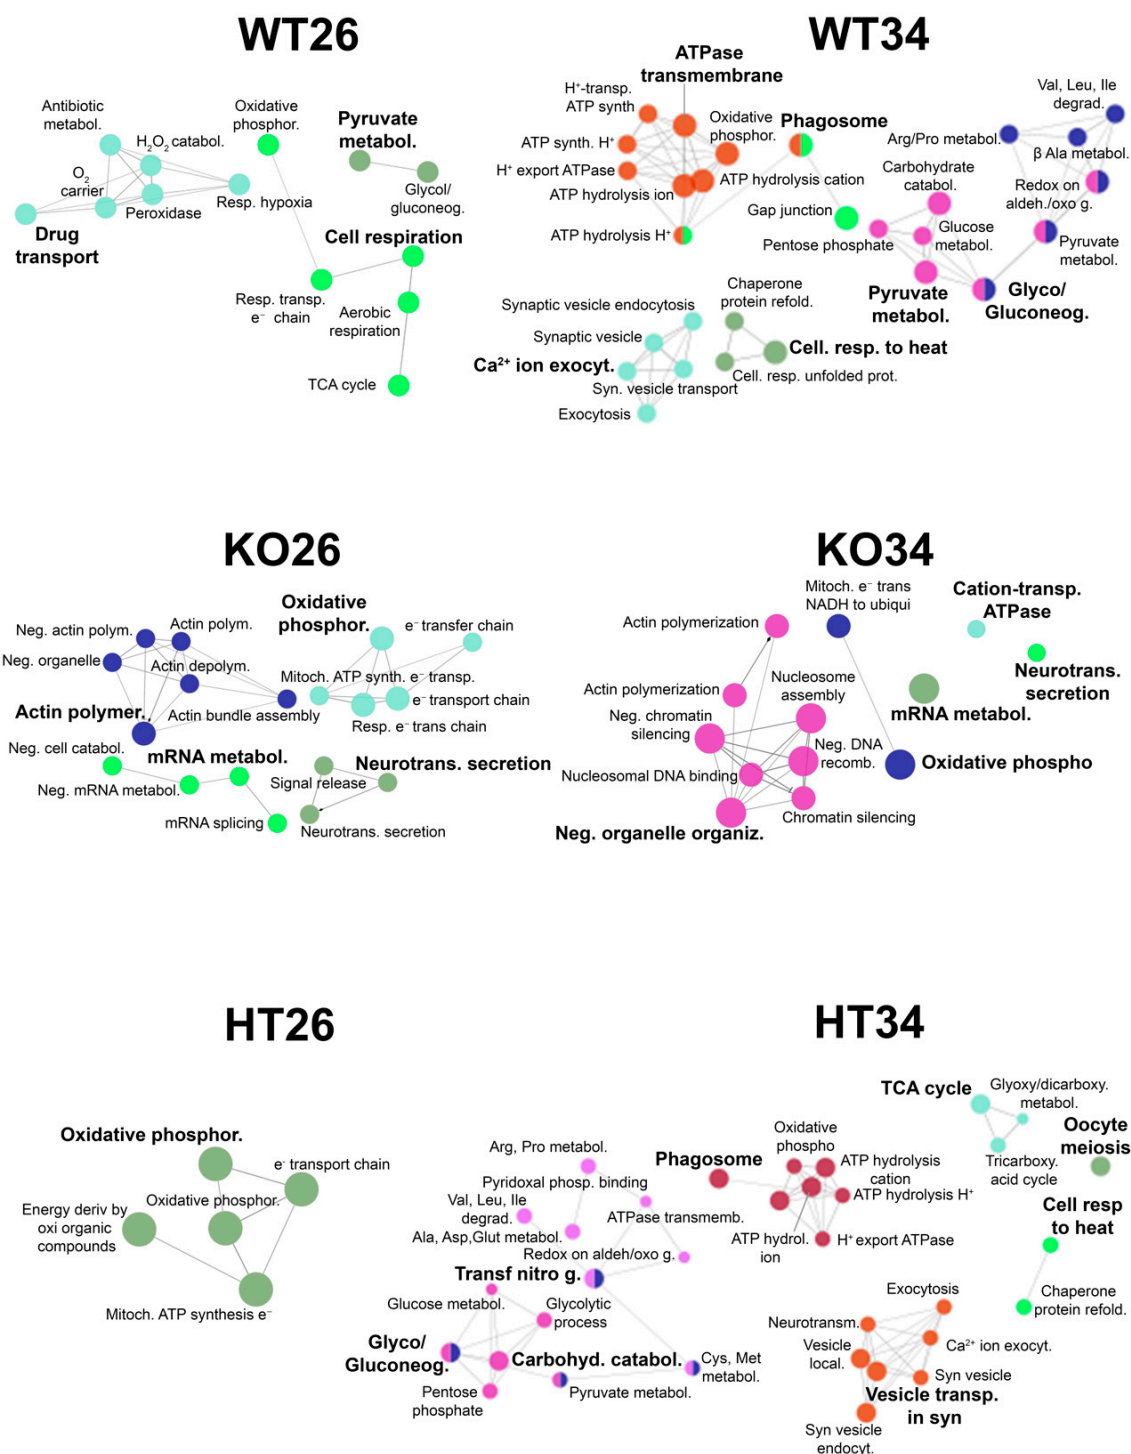 WT26
Antibiotic
metabol.
H₂O₂ catabol.
O₂
carrier
Peroxidase
Resp. hypoxia
Drug
transport
Oxidative
phosphor.
Pyruvate
metabol.
Glycol/
gluconeog.
Cell respiration
Resp. transp.
e⁻ chain
Aerobic
respiration
TCA cycle
WT34
ATPase
transmembrane
H⁺-transp.
ATP synth
ATP synth. H⁺
H⁺ export ATPase
ATP hydrolysis ion
Oxidative
phosphor.
ATP hydrolysis cation
ATP hydrolysis H⁺
Phagosome
Gap junction
Val, Leu, Ile
degrad.
Arg/Pro metabol.
β Ala metabol.
Carbohydrate
catabol.
Redox on
aldeh./oxo g.
Glucose
metabol.
Pentose phosphate
Pyruvate
metabol.
Pyruvate
metabol.
Glyco/
Gluconeog.
Synaptic vesicle endocytosis
Synaptic vesicle
Ca²⁺ ion exocyt.
Syn. vesicle transport
Exocytosis
Chaperone
protein refold.
Cell. resp. to heat
Cell. resp. unfolded prot.
KO26
Neg. actin polym.
Actin polym.
Neg. organelle
Actin depolym.
Actin bundle assembly
Actin polymer.
Oxidative
phosphor.
e⁻ transfer chain
Mitoch. ATP synth. e⁻ transp.
e⁻ transport chain
Resp. e⁻ trans chain
Neg. cell catabol.
mRNA metabol.
Neg. mRNA metabol.
mRNA splicing
Neurotrans. secretion
Signal release
Neurotrans. secretion
KO34
Mitoch. e⁻ trans
NADH to ubiqui
Actin polymerization
Cation-transp.
ATPase
Neurotrans.
secretion
Actin polymerization
Nucleosome
assembly
mRNA metabol.
Neg. chromatin
silencing
Neg. DNA
recomb.
Nucleosomal DNA binding
Oxidative phospho
Chromatin silencing
Neg. organelle organiz.
HT26
Oxidative phosphor.
e⁻ transport chain
Oxidative phosphor.
Energy deriv by
oxi organic
compounds
Mitoch. ATP synthesis e⁻
HT34
Arg, Pro metabol.
Pyridoxal phosp. binding
Val, Leu, Ile
degrad.
Ala, Asp,Glut metabol.
ATPase transmemb.
Redox on aldeh/oxo g.
Transf nitro g.
Glucose metabol.
Glycolytic
process
Glyco/
Gluconeog.
Carbohyd. catabol.
Cys, Met
metabol.
Pyruvate metabol.
Pentose
phosphate
Phagosome
Oxidative
phospho
ATP hydrolysis
cation
ATP hydrolysis H⁺
ATP hydrol.
ion
H⁺ export ATPase
TCA cycle
Glyoxy/dicarboxy.
metabol.
Tricarboxy.
acid cycle
Oocyte
meiosis
Cell resp
to heat
Chaperone
protein refold.
Exocytosis
Neurotransm.
Ca²⁺ ion exocyt.
Vesicle
local.
Syn vesicle
Vesicle transp.
in syn
Syn vesicle
endocyt.